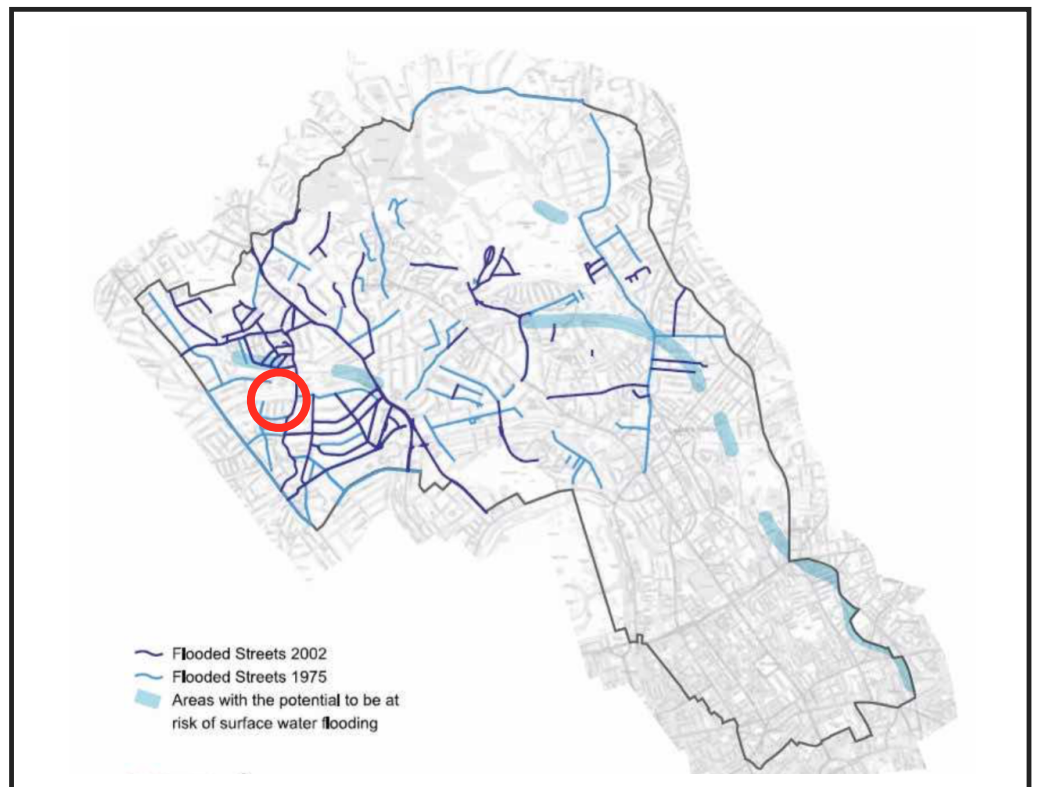 Flooded Streets 2002
Flooded Streets 1975
Areas with the potential to be at
risk of surface water flooding